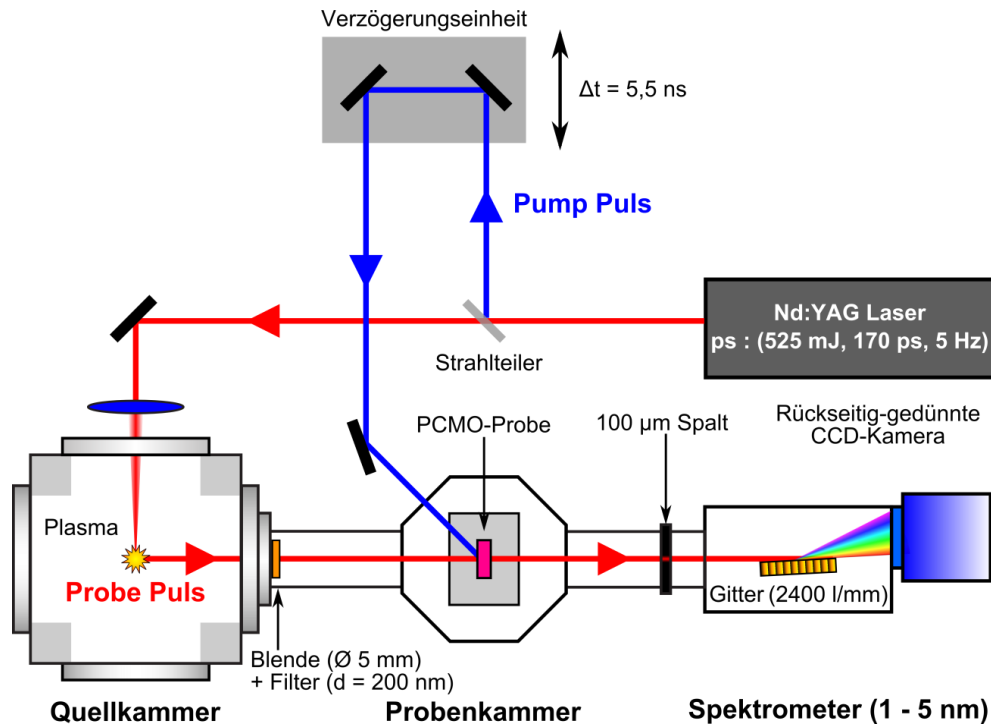 Verzögerungseinheit
Δt = 5,5 ns
Pump Puls
Nd:YAG Laser
ps : (525 mJ, 170 ps, 5 Hz)
Strahlteiler
PCMO-Probe
100 µm Spalt
Rückseitig-gedünnte
CCD-Kamera
Plasma
Probe Puls
Gitter (2400 l/mm)
Blende (Ø 5 mm)
+ Filter (d = 200 nm)
Quellkammer
Probenkammer
Spektrometer (1 - 5 nm)